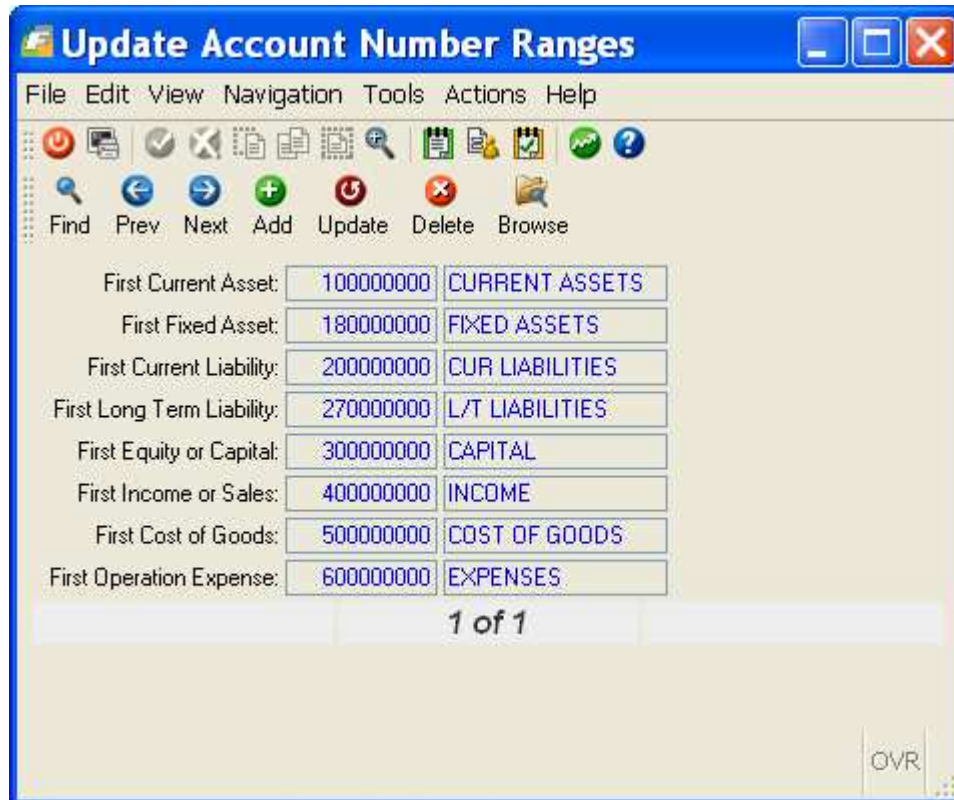 Update Account Number Ranges
File Edit View Navigation Tools Actions Help
Find Prev Next Add Update Delete Browse
First Current Asset: 100000000 CURRENT ASSETS
First Fixed Asset: 180000000 FIXED ASSETS
First Current Liability: 200000000 CUR LIABILITIES
First Long Term Liability: 270000000 L/T LIABILITIES
First Equity or Capital: 300000000 CAPITAL
First Income or Sales: 400000000 INCOME
First Cost of Goods: 500000000 COST OF GOODS
First Operation Expense: 600000000 EXPENSES
1 of 1
OVR